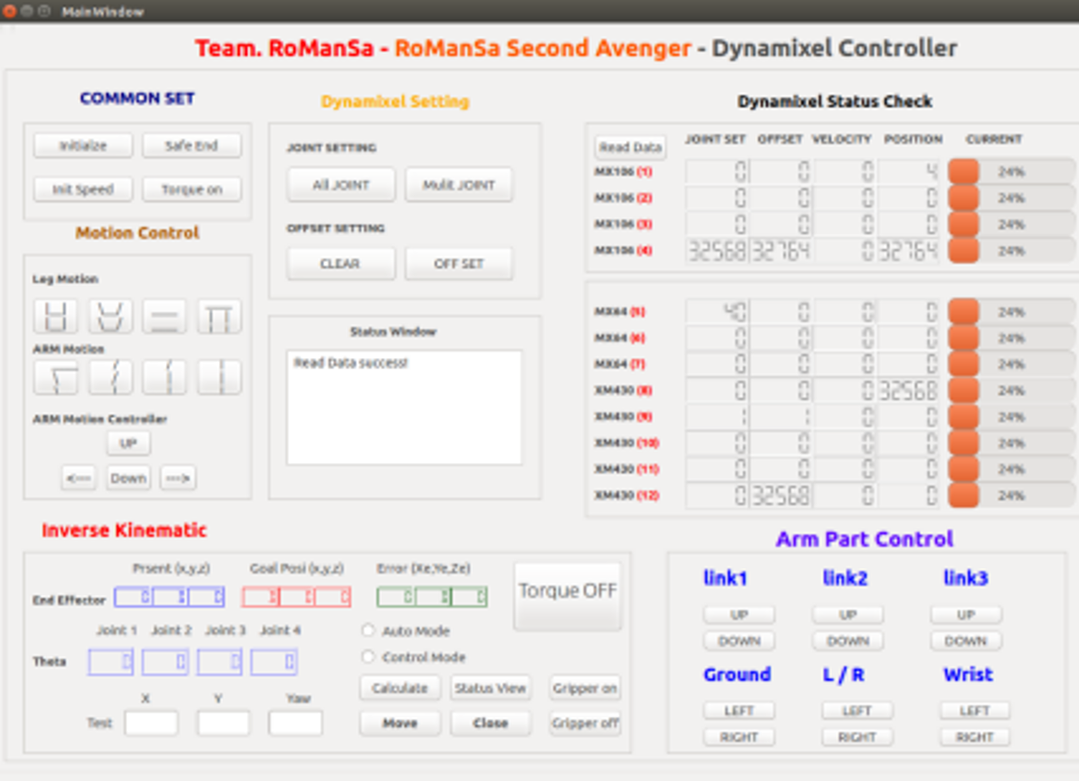 MainWindow
Team. RoManSa - RoManSa Second Avenger - Dynamixel Controller
COMMON SET
Initialze Safe End
Init Speed Torque on
Motion Control
Leg Motion
ARM Motion
ARM Motion Controller
UP
<--- Down --->
Dynamixel Setting
JOINT SETTING
All JOINT Mulit JOINT
OFFSET SETTING
CLEAR OFF SET
Status Window
Read Data success!
Dynamixel Status Check
Read Data JOINT SET OFFSET VELOCITY POSITION CURRENT
MX106 (1) 0 0 0 4 24%
MX106 (2) 0 0 0 0 24%
MX106 (3) 0 0 0 0 24%
MX106 (4) 32568 32764 0 32764 24%
MX64 (5) 40 0 0 0 24%
MX64 (6) 0 0 0 0 24%
MX64 (7) 0 0 0 0 24%
XM430 (8) 0 0 0 32568 24%
XM430 (9) 1 1 0 0 24%
XM430 (10) 0 0 0 0 24%
XM430 (11) 0 0 0 0 24%
XM430 (12) 0 32568 0 0 24%
Inverse Kinematic
Prsent (x,y,z) Goal Posi (x,y,z) Error (Xe,Ye,Ze)
End Effector
Torque OFF
Joint 1 Joint 2 Joint 3 Joint 4
Auto Mode
Theta 0 0 0 0
Control Mode
X Y Yaw
Test
Calculate Status View Gripper on
Move Close Gripper off
Arm Part Control
link1 link2 link3
UP UP UP
DOWN DOWN DOWN
Ground L / R Wrist
LEFT LEFT LEFT
RIGHT RIGHT RIGHT